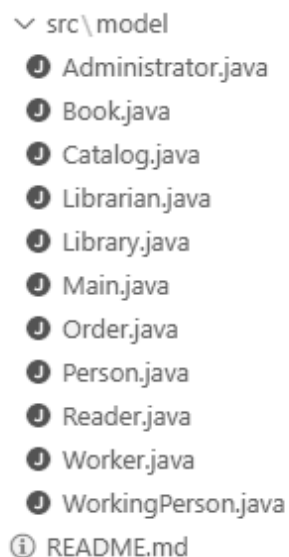 src\model
Administrator.java
Book.java
Catalog.java
Librarian.java
Library.java
Main.java
Order.java
Person.java
Reader.java
Worker.java
WorkingPerson.java
README.md